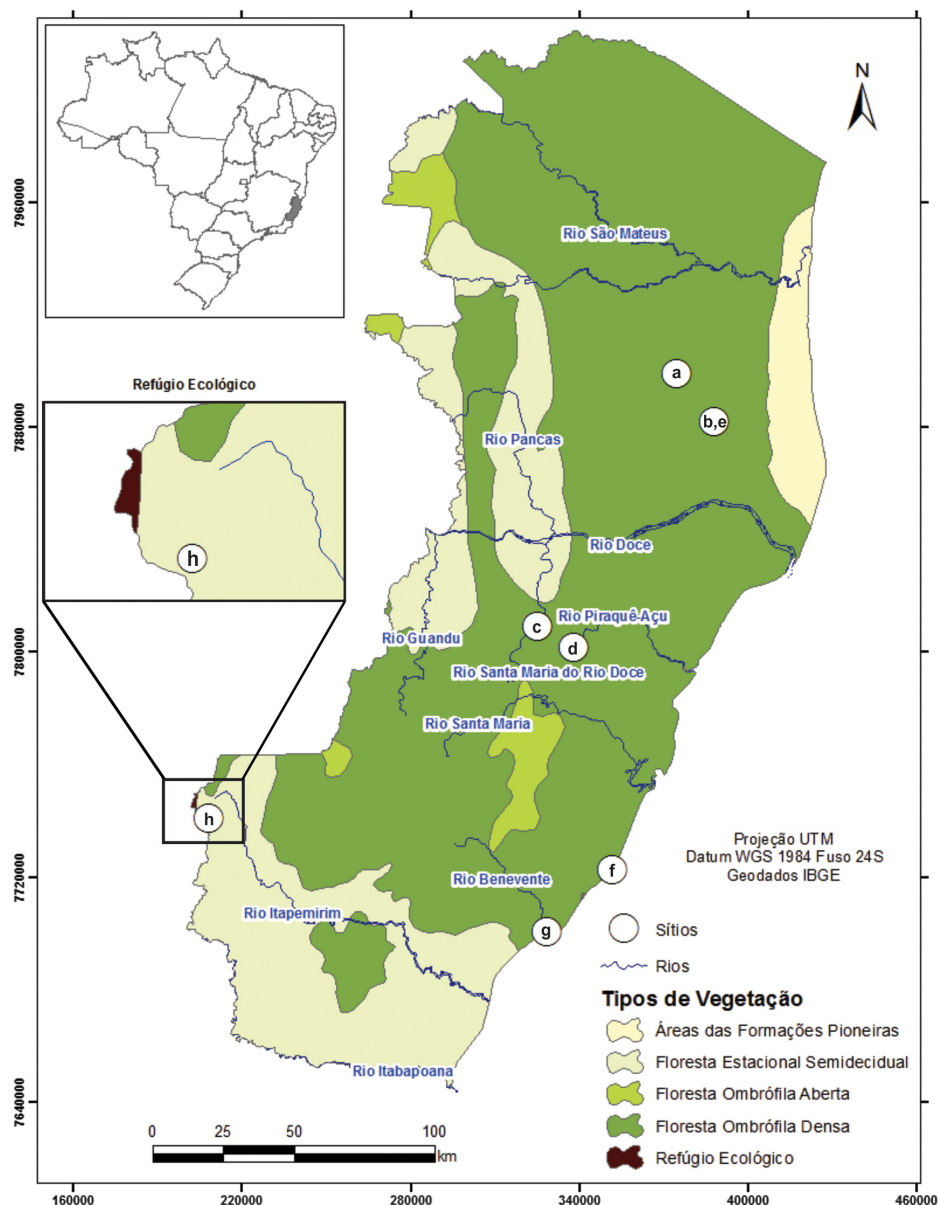 N
7960000
7880000
7800000
7720000
7640000
Rio São Mateus
a
b,e
Refúgio Ecológico
h
Rio Pancas
Rio Doce
c
Rio Piraquê-Açu
d
Rio Guandu
Rio Santa Maria do Rio Doce
Rio Santa Maria
h
Projeção UTM
Datum WGS 1984 Fuso 24S
Geodados IBGE
f
Rio Benevente
g
Rio Itapemirim
Sítios
Rios
Tipos de Vegetação
Áreas das Formações Pioneiras
Floresta Estacional Semidecidual
Floresta Ombrófila Aberta
Floresta Ombrófila Densa
Refúgio Ecológico
Rio Itabapoana
0 25 50 100
km
160000 220000 280000 340000 400000 460000